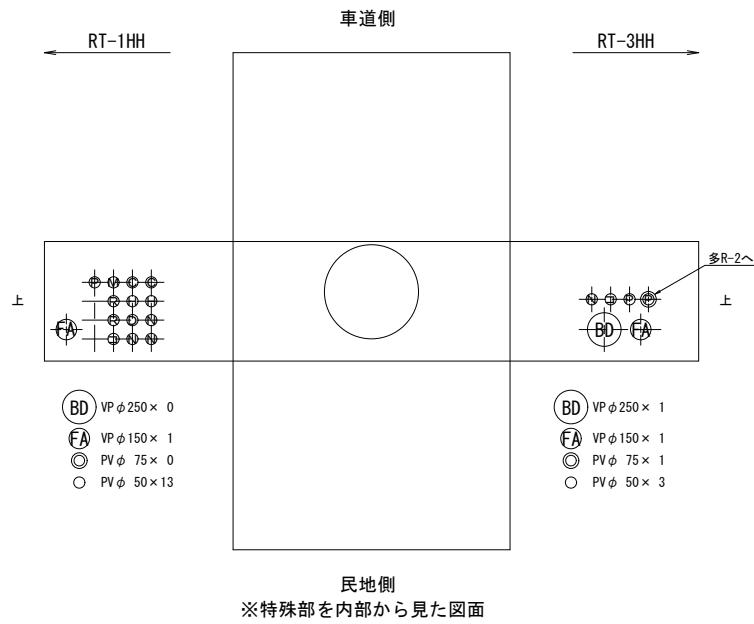 車道側
RT-1HH
RT-3HH
多R-2へ
上
上
P M C C
R U U
R D N
コ N N
FA
N コ P P
BD FA
BD VPφ250× 0
FA VPφ150× 1
PVφ 75× 0
PVφ 50×13
BD VPφ250× 1
FA VPφ150× 1
PVφ 75× 1
PVφ 50× 3
民地側
※特殊部を内部から見た図面